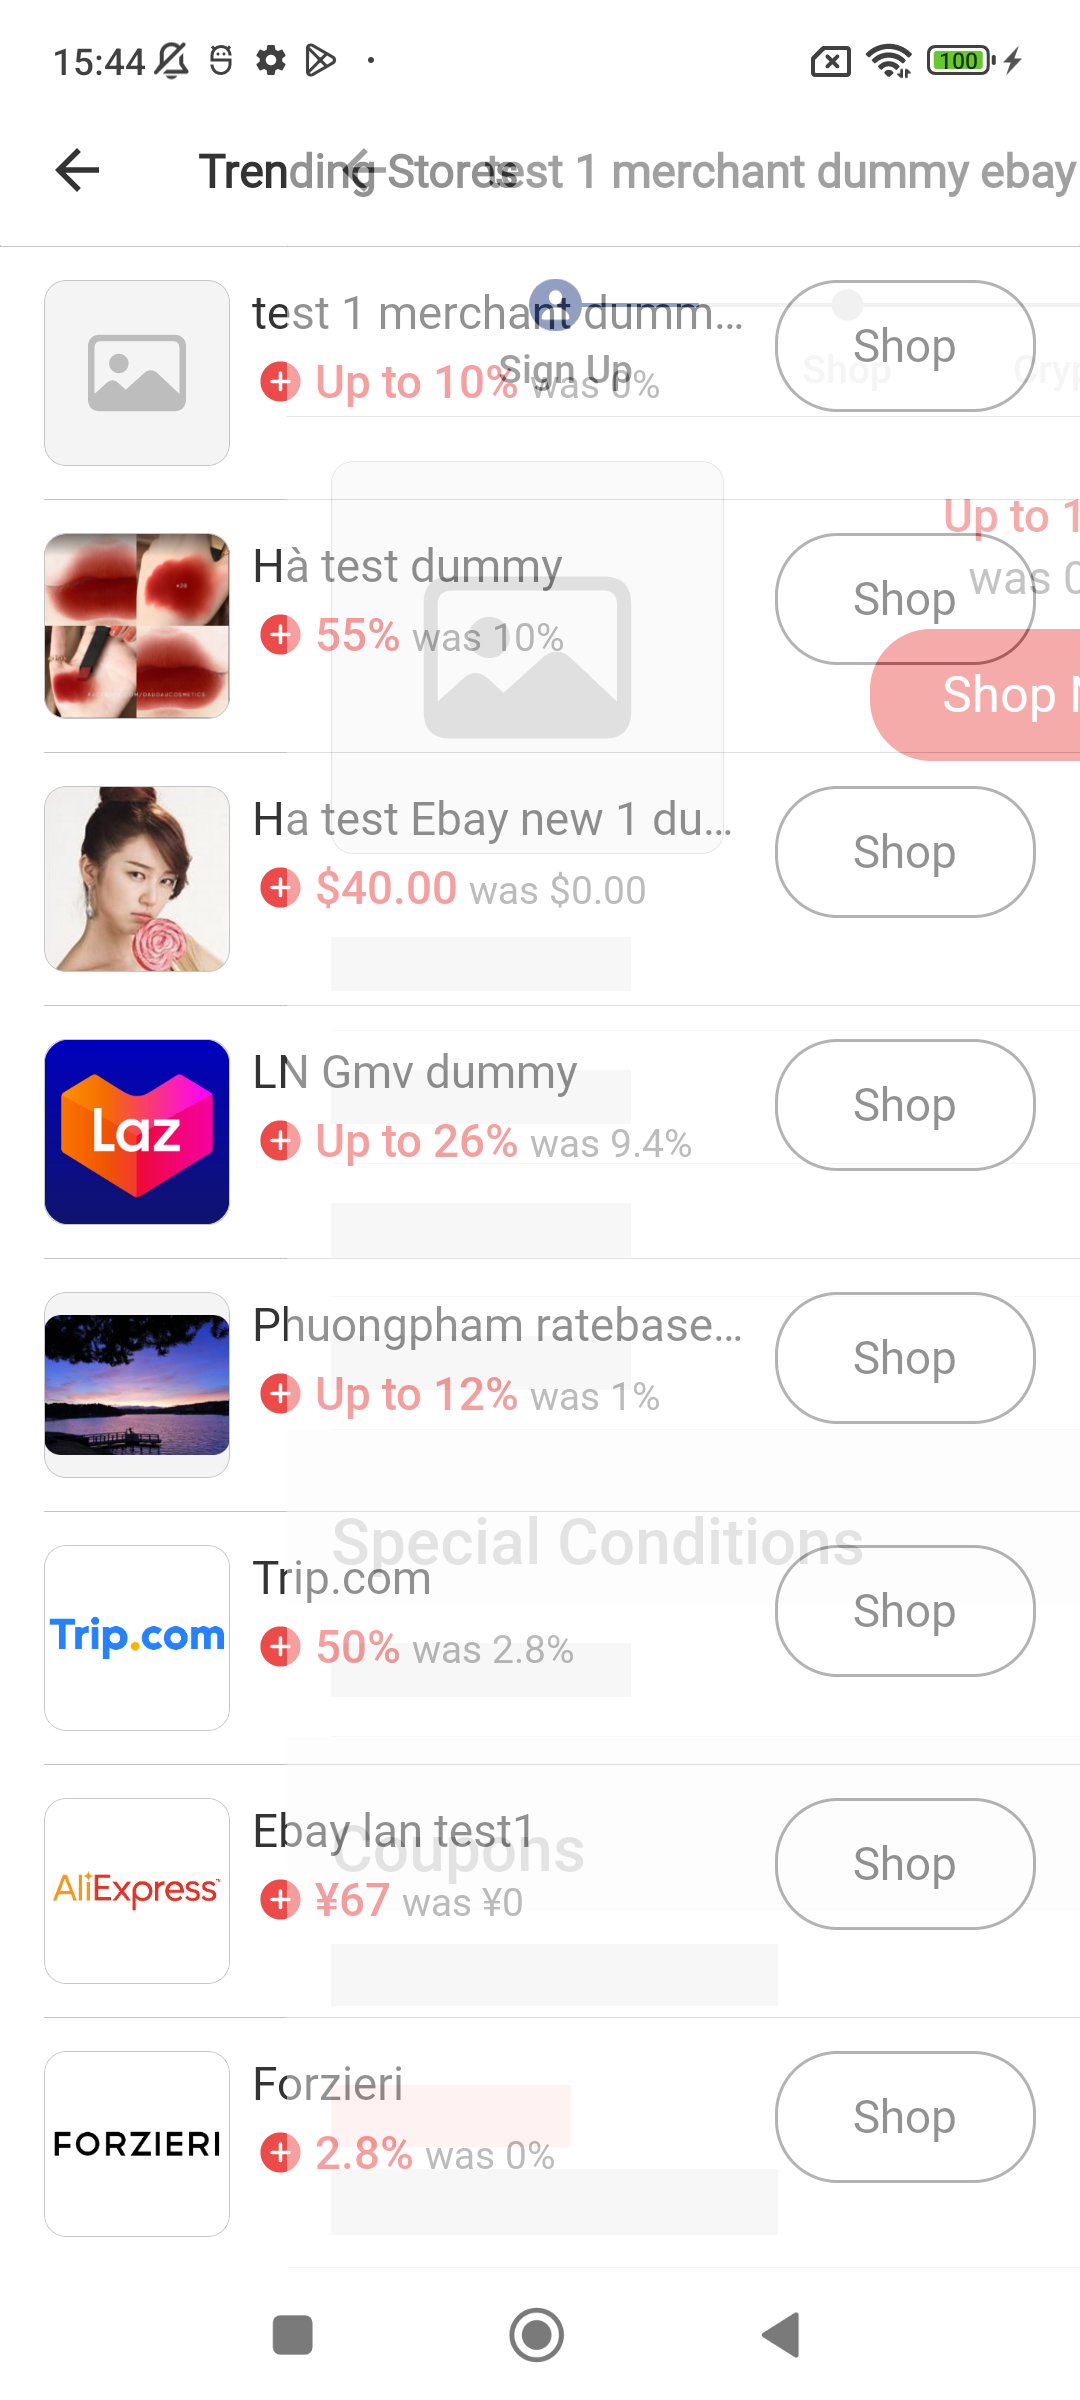 15:44
100
Trending Stores
test 1 merchant dummy ebay
test 1 merchant dumm...
Up to 10% was 0%
Shop
Sign Up
Shop
Up to 1
was 0
Shop N
Hà test dummy
55% was 10%
Shop
Ha test Ebay new 1 du...
$40.00 was $0.00
Shop
Laz
LN Gmv dummy
Up to 26% was 9.4%
Shop
Phuongpham ratebase...
Up to 12% was 1%
Shop
Special Conditions
Trip.com
Trip.com
50% was 2.8%
Shop
Coupons
AliExpress
Ebay lan test1
¥67 was ¥0
Shop
FORZIERI
Forzieri
2.8% was 0%
Shop